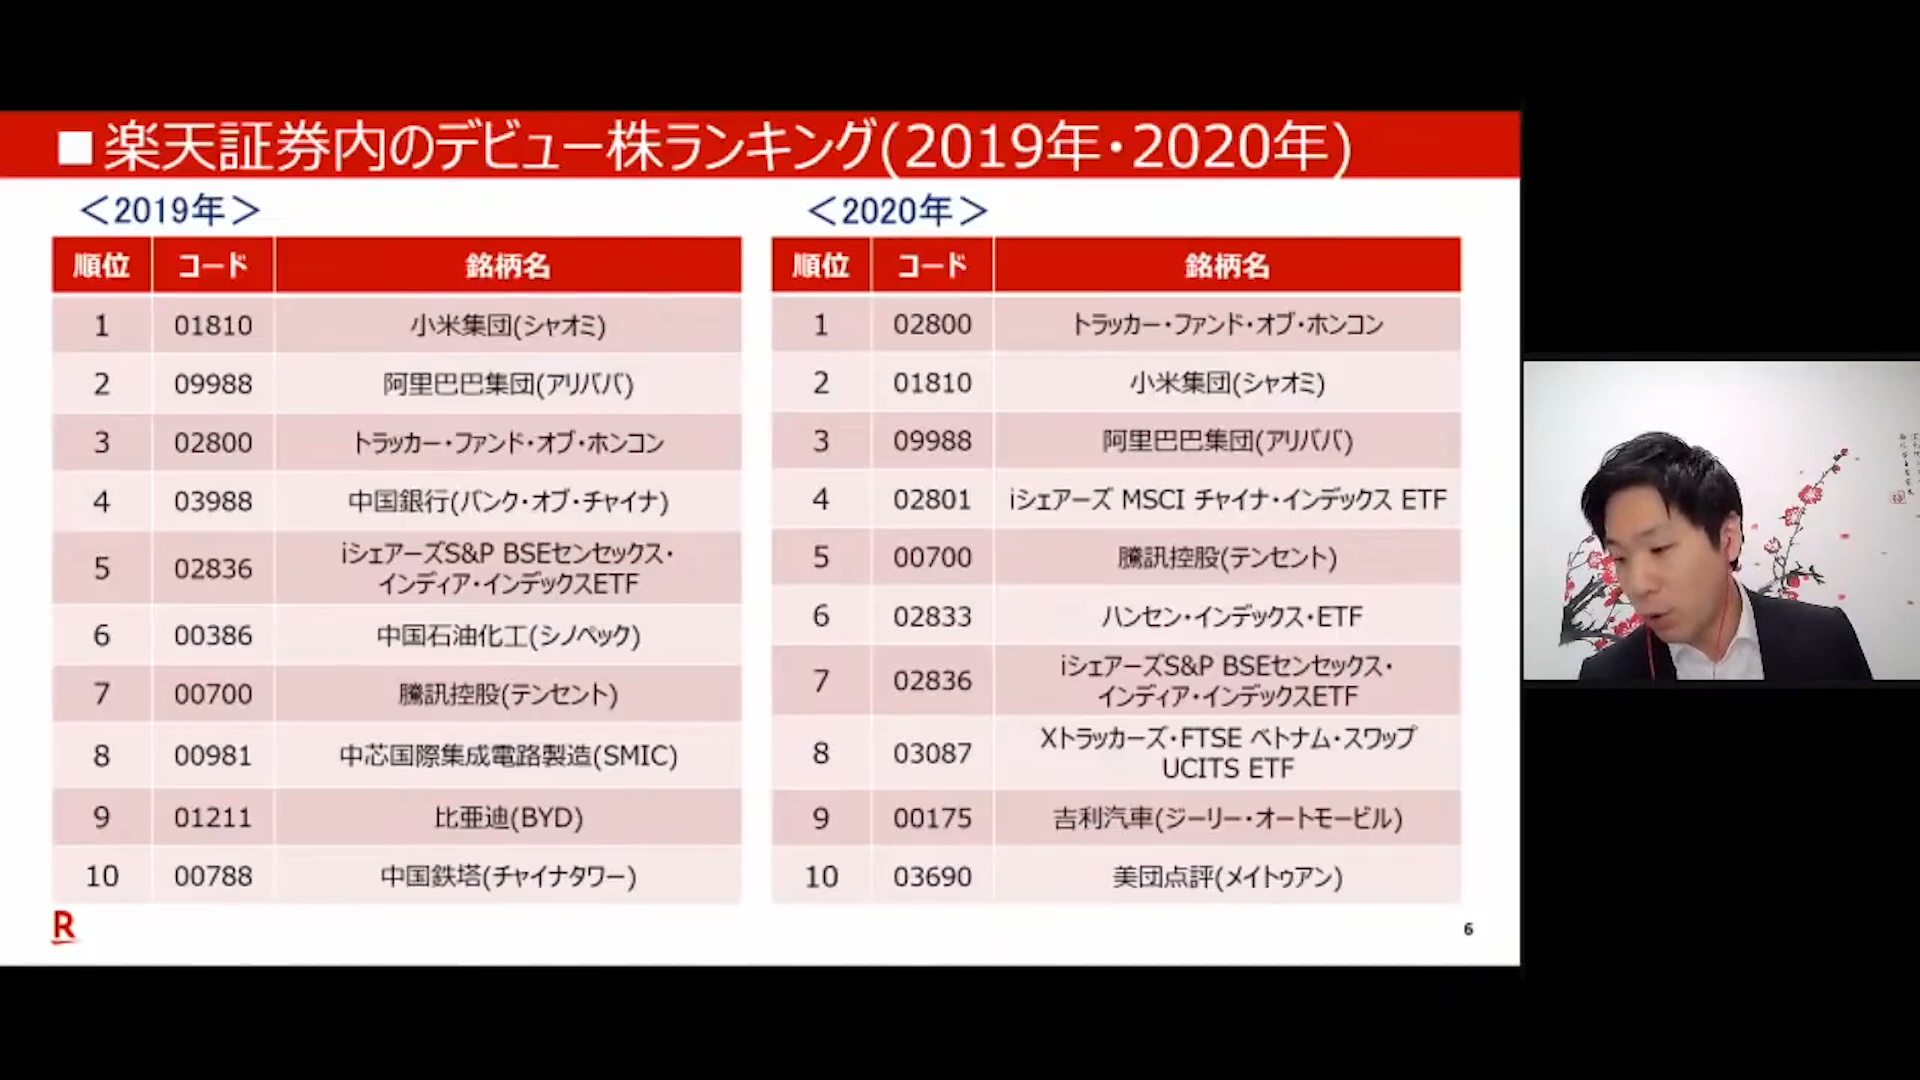 ■楽天証券内のデビュー株ランキング(2019年・2020年)
＜2019年＞
順位 コード 銘柄名
1 01810 小米集団(シャオミ)
2 09988 阿里巴巴集団(アリババ)
3 02800 トラッカー・ファンド・オブ・ホンコン
4 03988 中国銀行(バンク・オブ・チャイナ)
5 02836 iシェアーズS&P BSEセンセックス・
インディア・インデックスETF
6 00386 中国石油化工(シノペック)
7 00700 騰訊控股(テンセント)
8 00981 中芯国際集成電路製造(SMIC)
9 01211 比亜迪(BYD)
10 00788 中国鉄塔(チャイナタワー)
＜2020年＞
順位 コード 銘柄名
1 02800 トラッカー・ファンド・オブ・ホンコン
2 01810 小米集団(シャオミ)
3 09988 阿里巴巴集団(アリババ)
4 02801 iシェアーズ MSCI チャイナ・インデックス ETF
5 00700 騰訊控股(テンセント)
6 02833 ハンセン・インデックス・ETF
7 02836 iシェアーズS&P BSEセンセックス・
インディア・インデックスETF
8 03087 Xトラッカーズ・FTSE ベトナム・スワップ
UCITS ETF
9 00175 吉利汽車(ジーリー・オートモービル)
10 03690 美団点評(メイトゥアン)
R
6